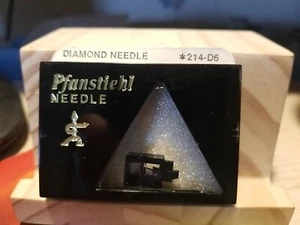 DIAMOND NEEDLE *214-D6
Pfanstiehl
NEEDLE